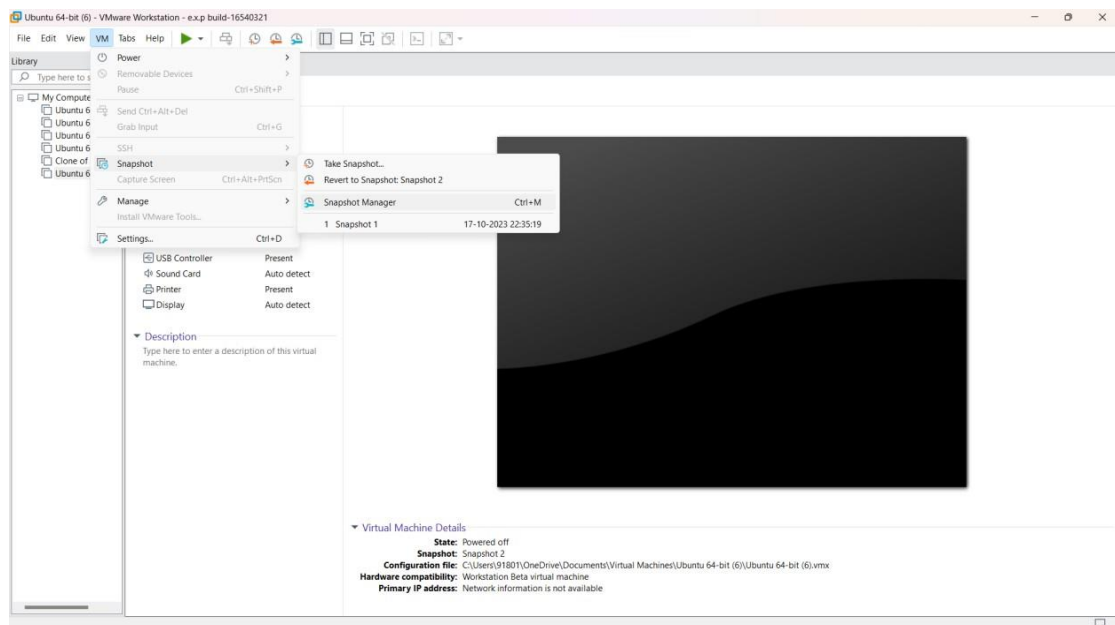 Ubuntu 64-bit (6) - VMware Workstation - e.x.p build-16540321
File Edit View VM Tabs Help
Library
Type here to s
My Compute
Ubuntu 6
Ubuntu 6
Ubuntu 6
Ubuntu 6
Clone of
Ubuntu 6
Power
Removable Devices
Pause Ctrl+Shift+P
Send Ctrl+Alt+Del
Grab Input Ctrl+G
SSH
Snapshot
Capture Screen Ctrl+Alt+PrtScn
Manage
Install VMware Tools...
Settings... Ctrl+D
Take Snapshot...
Revert to Snapshot: Snapshot 2
Snapshot Manager Ctrl+M
1 Snapshot 1 17-10-2023 22:35:19
USB Controller Present
Sound Card Auto detect
Printer Present
Display Auto detect
Description
Type here to enter a description of this virtual
machine.
Virtual Machine Details
State: Powered off
Snapshot: Snapshot 2
Configuration file: C:\Users\91801\OneDrive\Documents\Virtual Machines\Ubuntu 64-bit (6)\Ubuntu 64-bit (6).vmx
Hardware compatibility: Workstation Beta virtual machine
Primary IP address: Network information is not available